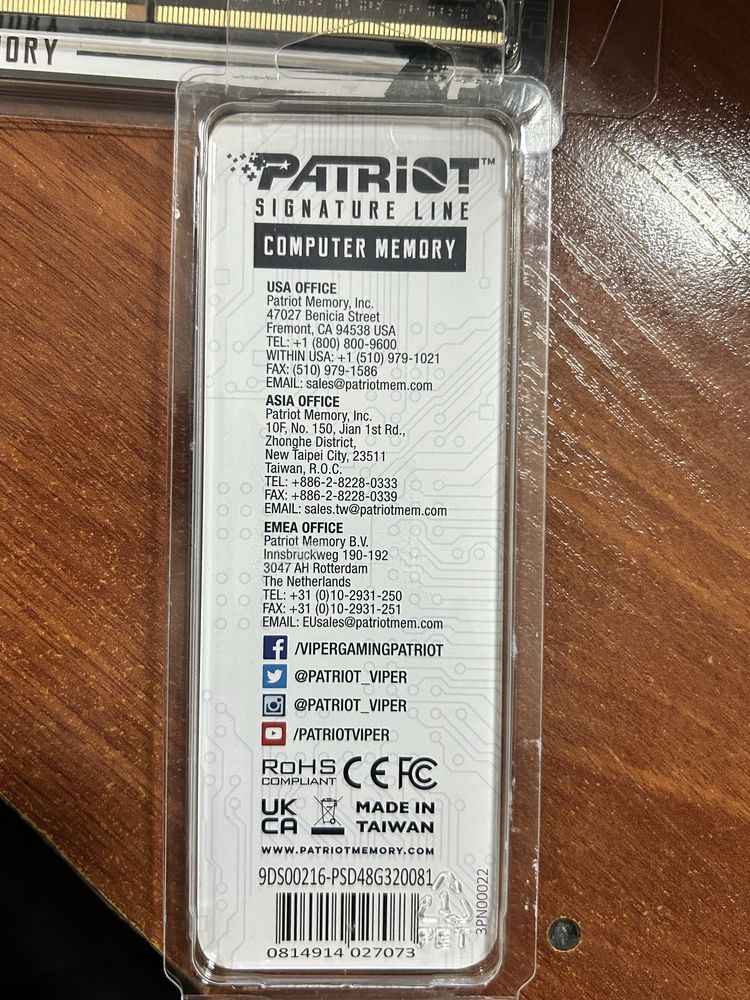 ORY
PATRIOT™
SIGNATURE LINE
COMPUTER MEMORY
USA OFFICE
Patriot Memory, Inc.
47027 Benicia Street
Fremont, CA 94538 USA
TEL: +1 (800) 800-9600
WITHIN USA: +1 (510) 979-1021
FAX: (510) 979-1586
EMAIL: sales@patriotmem.com
ASIA OFFICE
Patriot Memory, Inc.
10F, No. 150, Jian 1st Rd.,
Zhonghe District,
New Taipei City, 23511
Taiwan, R.O.C.
TEL: +886-2-8228-0333
FAX: +886-2-8228-0339
EMAIL: sales.tw@patriotmem.com
EMEA OFFICE
Patriot Memory B.V.
Innsbruckweg 190-192
3047 AH Rotterdam
The Netherlands
TEL: +31 (0)10-2931-250
FAX: +31 (0)10-2931-251
EMAIL: EUsales@patriotmem.com
/VIPERGAMINGPATRIOT
@PATRIOT_VIPER
@PATRIOT_VIPER
/PATRIOTVIPER
RoHS
COMPLIANT
CE FC
UK
CA
MADE IN
TAIWAN
WWW.PATRIOTMEMORY.COM
9DS00216-PSD48G320081
3PN00022
1
PET
0814914 027073